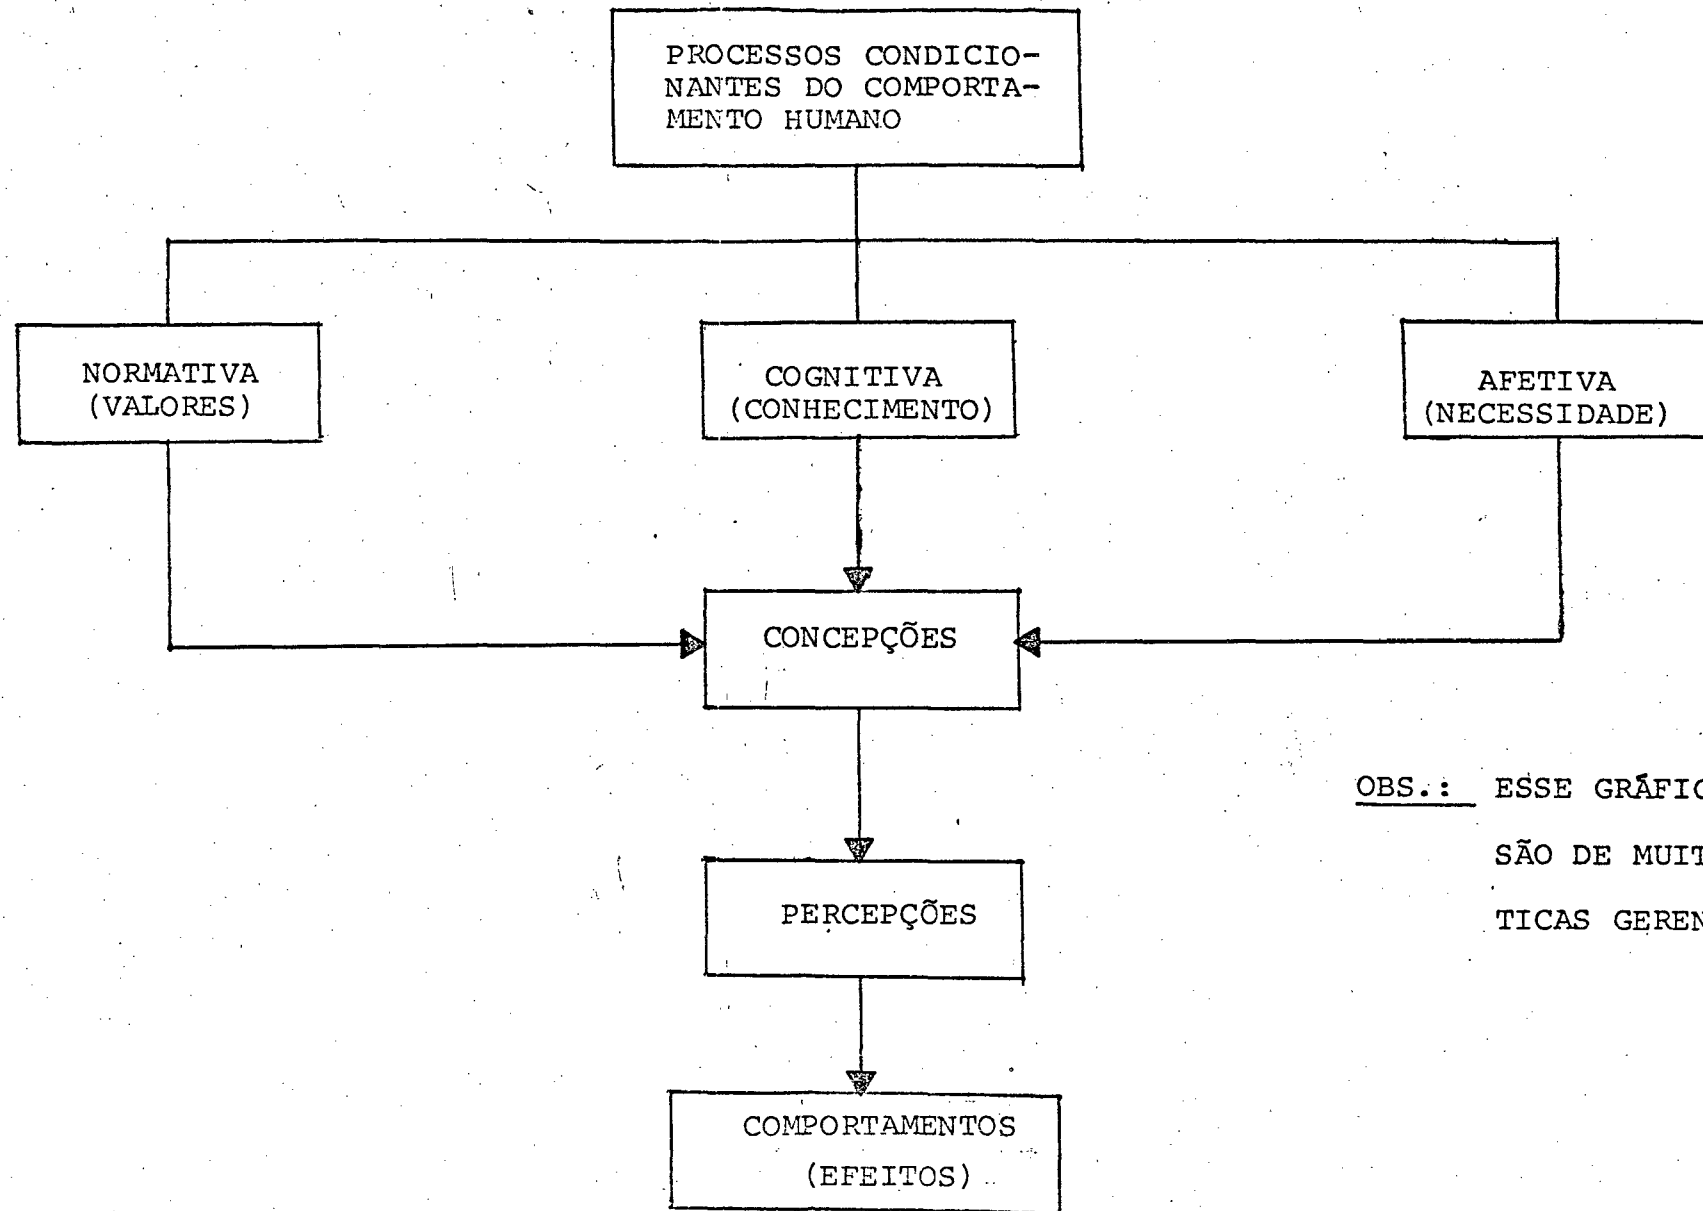 PROCESSOS CONDICIO-
NANTES DO COMPORTA-
MENTO HUMANO
NORMATIVA
(VALORES)
COGNITIVA
(CONHECIMENTO)
AFETIVA
(NECESSIDADE)
CONCEPÇÕES
OBS.: ESSE GRÁFIC
SÃO DE MUIT
TICAS GEREN
PERCEPÇÕES
COMPORTAMENTOS
(EFEITOS)